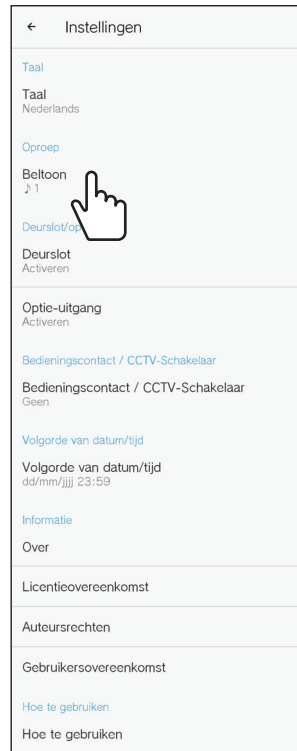 ← Instellingen
Taal
Taal
Nederlands
Oproep
Beltoon
♪ 1
Deurslot/op
Deurslot
Activeren
Optie-uitgang
Activeren
Bedieningscontact / CCTV-Schakelaar
Bedieningscontact / CCTV-Schakelaar
Geen
Volgorde van datum/tijd
Volgorde van datum/tijd
dd/mm/jjjj 23:59
Informatie
Over
Licentieovereenkomst
Auteursrechten
Gebruikersovereenkomst
Hoe te gebruiken
Hoe te gebruiken